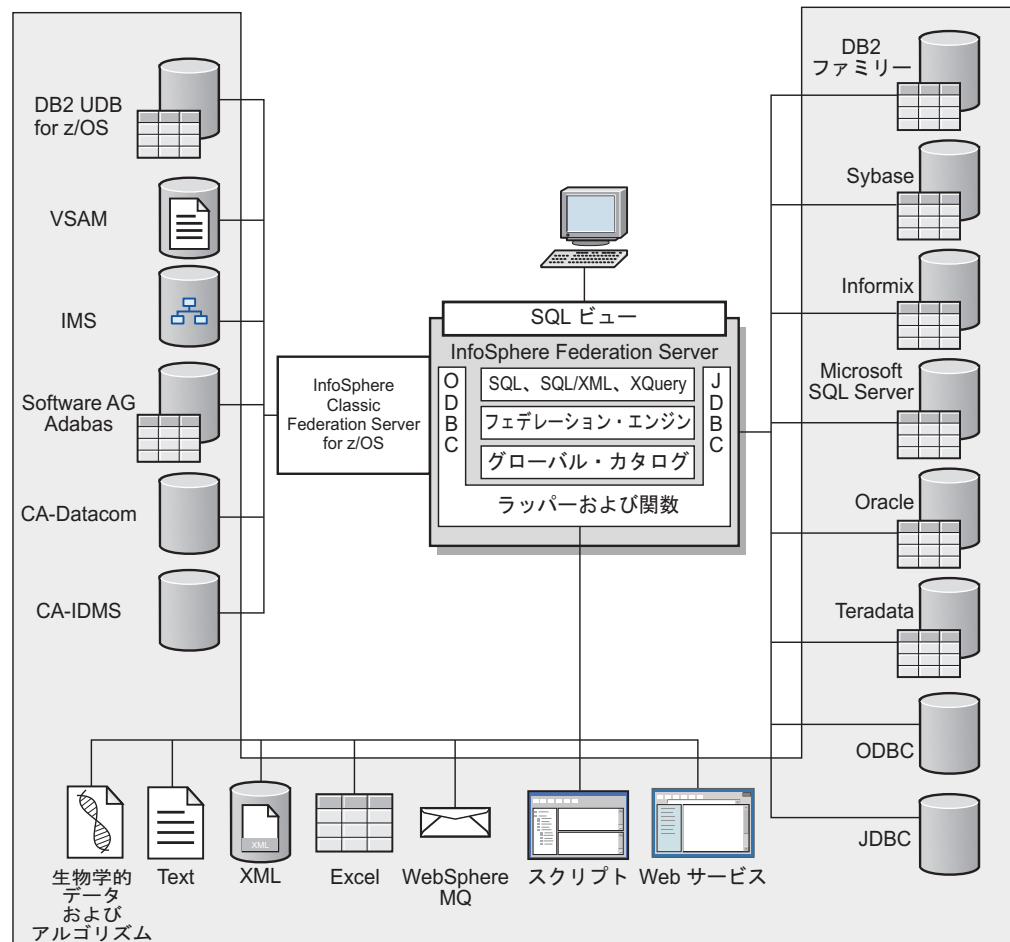 DB2 UDB
for z/OS
VSAM
IMS
Software AG
Adabas
CA-Datacom
CA-IDMS
InfoSphere
Classic
Federation Server
for z/OS
SQL ビュー
InfoSphere Federation Server
ODBC
SQL、SQL/XML、XQuery
フェデレーション・エンジン
グローバル・カタログ
JDBC
ラッパーおよび関数
DB2
ファミリー
Sybase
Informix
Microsoft
SQL Server
Oracle
Teradata
ODBC
JDBC
生物学的
データ
および
アルゴリズム
Text
XML
XML
Excel
WebSphere
MQ
スクリプト
Web サービス